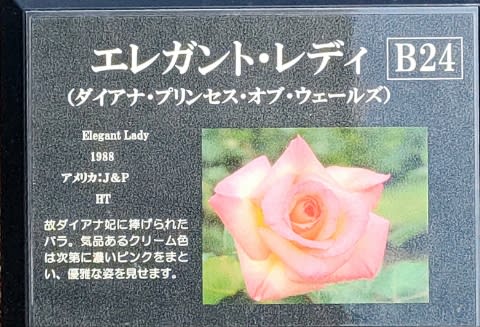 エレガント・レディ
B24
(ダイアナ・プリンセス・オブ・ウェールズ)
Elegant Lady
1988
アメリカ:J&P
HT
故ダイアナ妃に捧げられた
バラ。気品あるクリーム色
は次第に濃いピンクをまと
い、優雅な姿を見せます。